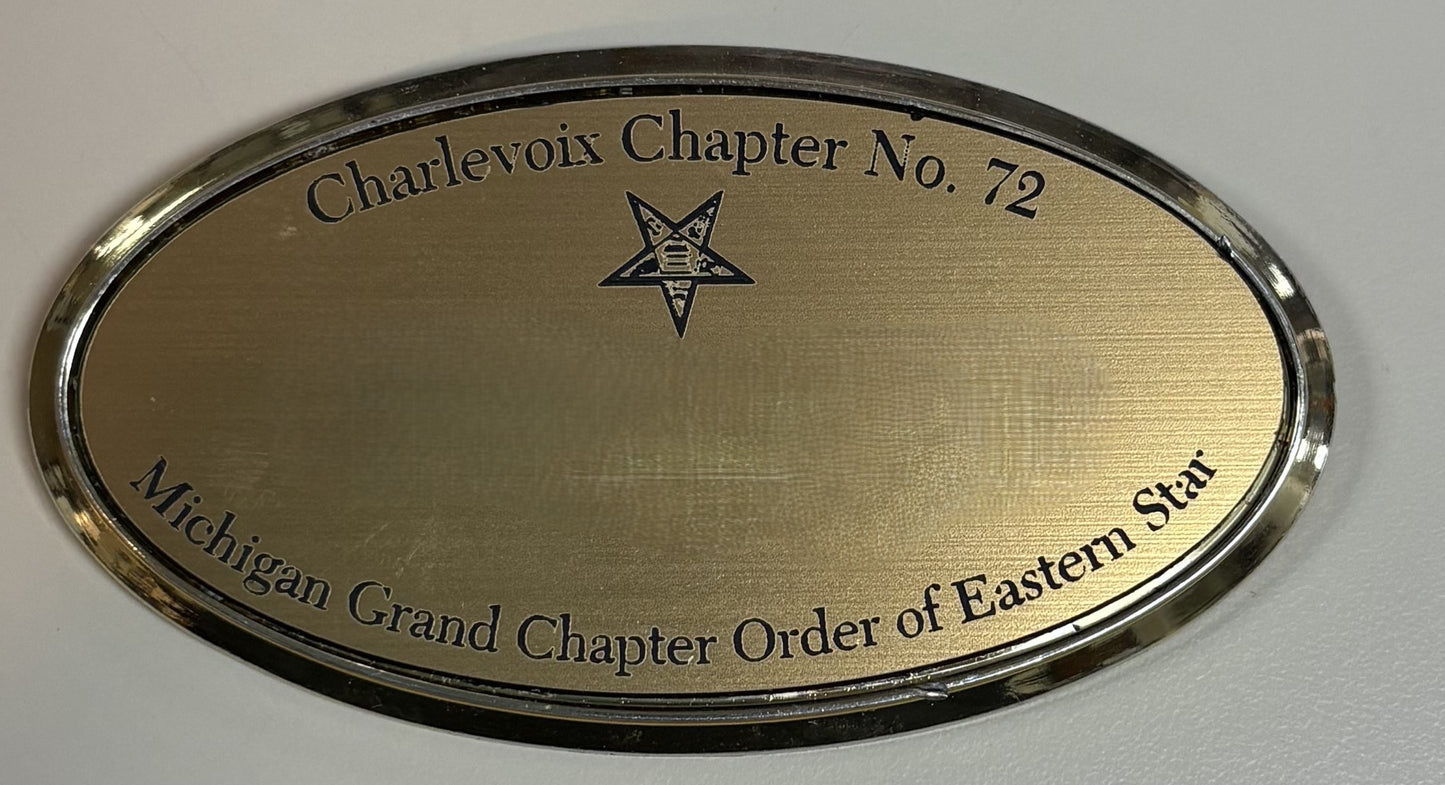 Charlevoix Chapter No. 72
Michigan Grand Chapter Order of Eastern Star